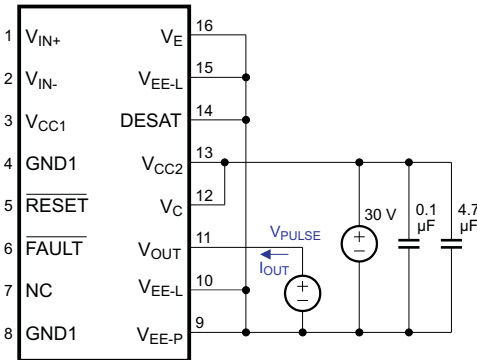 1 V_IN+ V_E 16
2 V_IN- V_EE-L 15
3 V_CC1 DESAT 14
4 GND1 V_CC2 13
5 RESET V_C 12
6 FAULT V_OUT 11
7 NC V_EE-L 10
8 GND1 V_EE-P 9
V_PULSE
I_OUT
+
−
30 V
+
−
0.1
µF
4.7
µF